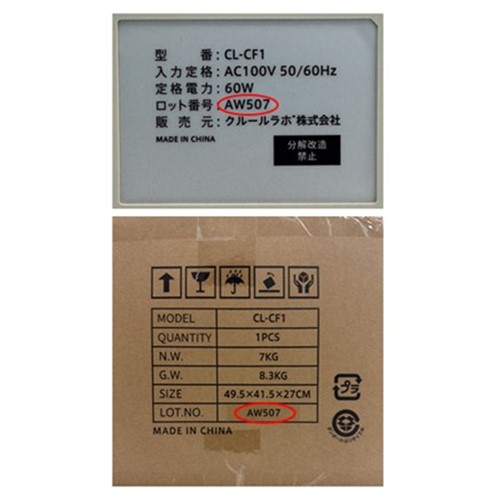 型　　番 : CL-CF1
入力定格 : AC100V 50/60Hz
定格電力 : 60W
ロット番号 : AW507
販 売 元 : クルールラボ株式会社
MADE IN CHINA
分解改造
禁止
MODEL CL-CF1
QUANTITY 1PCS
N.W. 7KG
G.W. 8.3KG
SIZE 49.5×41.5×27CM
LOT.NO. AW507
MADE IN CHINA
プラ